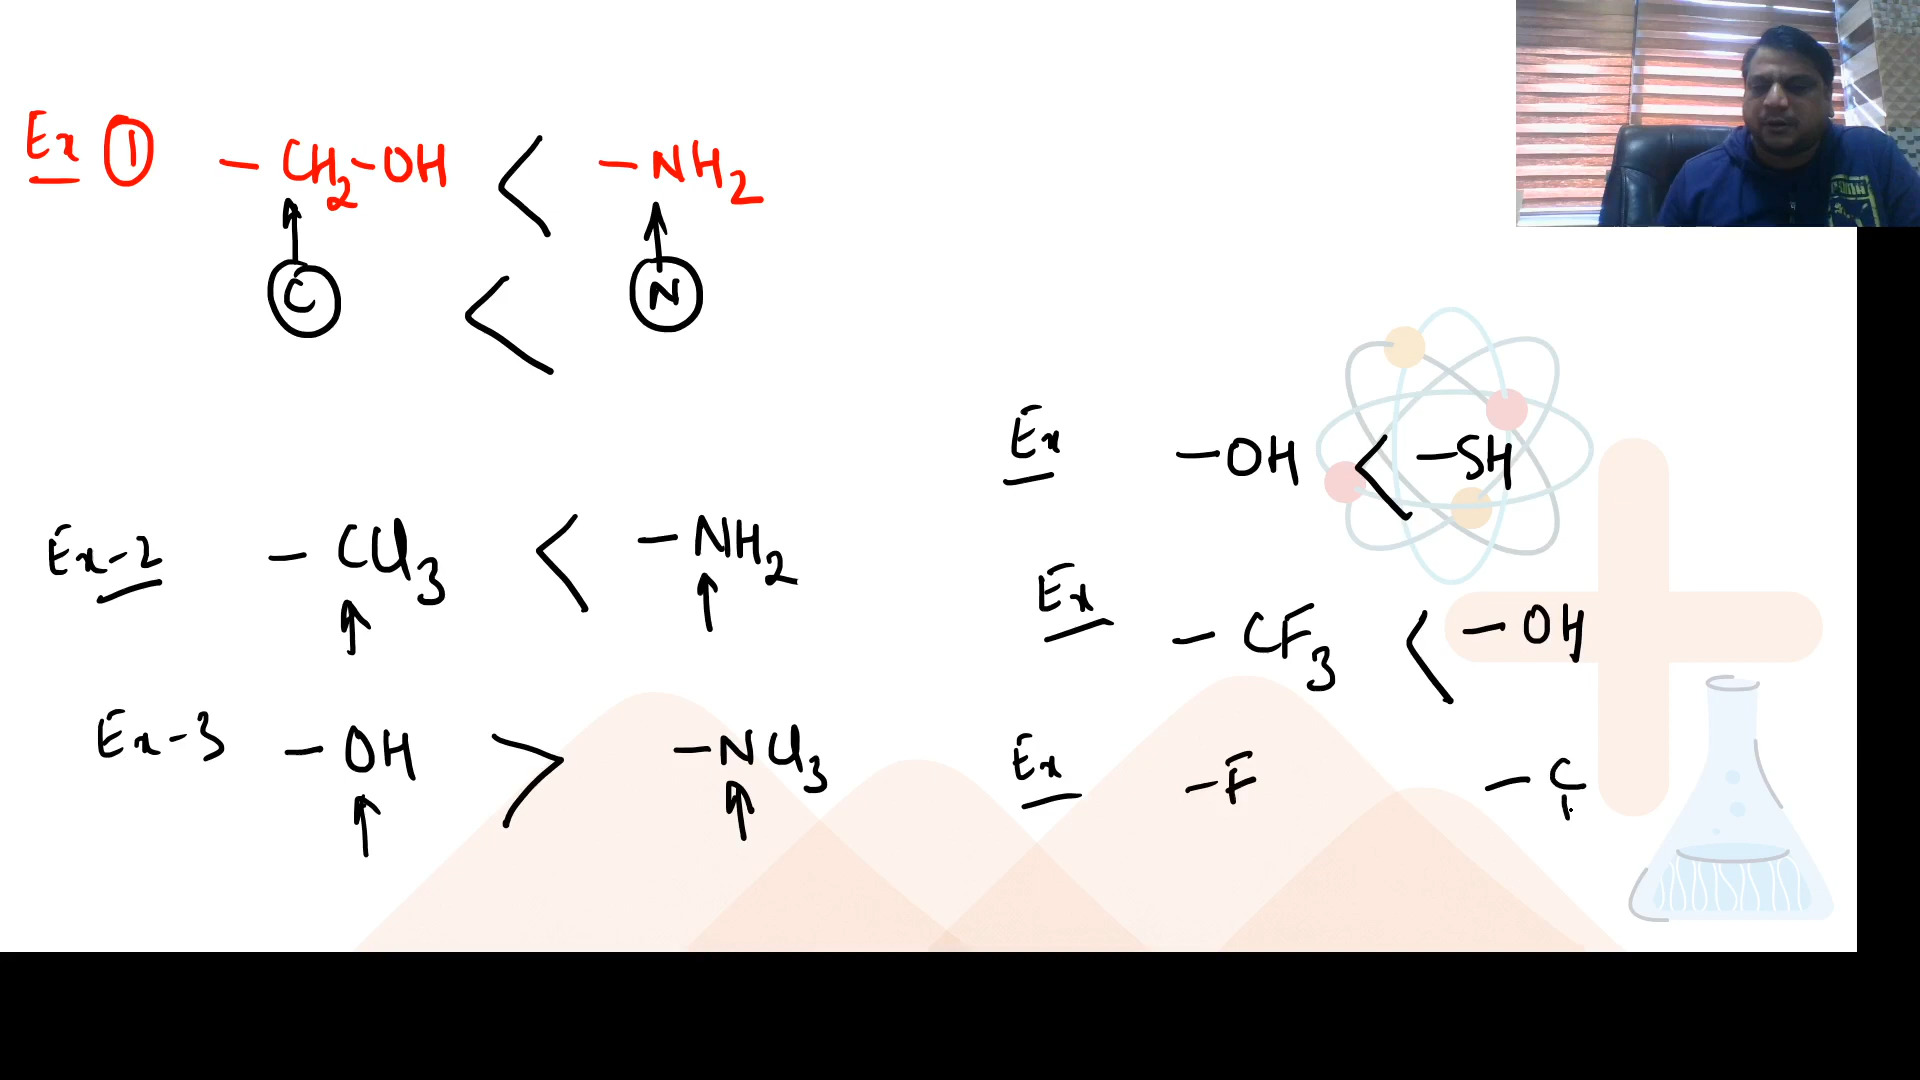 Ex ① – CH2–OH < – NH2
C < N
Ex-2 – CCl3 < – NH2
Ex-3 – OH > – NCl3
Ex – OH < – SH
Ex – CF3 < – OH
Ex – F – C